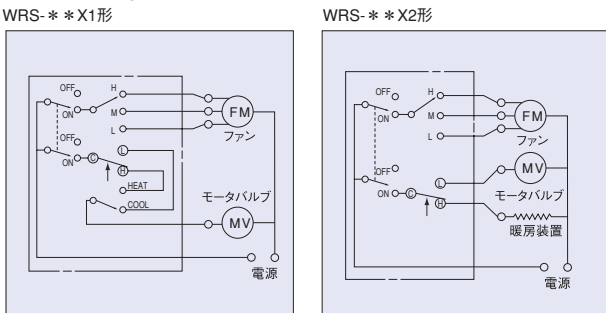 WRS-＊＊X1形
OFF
ON
H
M
L
FM
ファン
OFF
ON
C
L
H
HEAT
COOL
モータバルブ
MV
電源
WRS-＊＊X2形
OFF
ON
H
M
L
FM
ファン
OFF
ON
C
L
H
MV
モータバルブ
暖房装置
電源